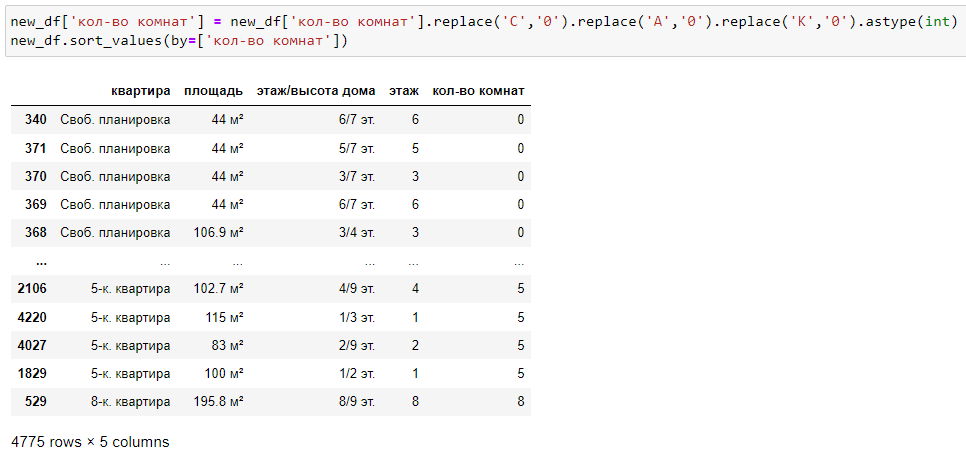 new_df['кол-во комнат'] = new_df['кол-во комнат'].replace('С','0').replace('А','0').replace('К','0').astype(int)
new_df.sort_values(by=['кол-во комнат'])
квартира площадь этаж/высота дома этаж кол-во комнат
340 Своб. планировка 44 м² 6/7 эт. 6 0
371 Своб. планировка 44 м² 5/7 эт. 5 0
370 Своб. планировка 44 м² 3/7 эт. 3 0
369 Своб. планировка 44 м² 6/7 эт. 6 0
368 Своб. планировка 106.9 м² 3/4 эт. 3 0
... ... ... ... ... ...
2106 5-к. квартира 102.7 м² 4/9 эт. 4 5
4220 5-к. квартира 115 м² 1/3 эт. 1 5
4027 5-к. квартира 83 м² 2/9 эт. 2 5
1829 5-к. квартира 100 м² 1/2 эт. 1 5
529 8-к. квартира 195.8 м² 8/9 эт. 8 8
4775 rows × 5 columns